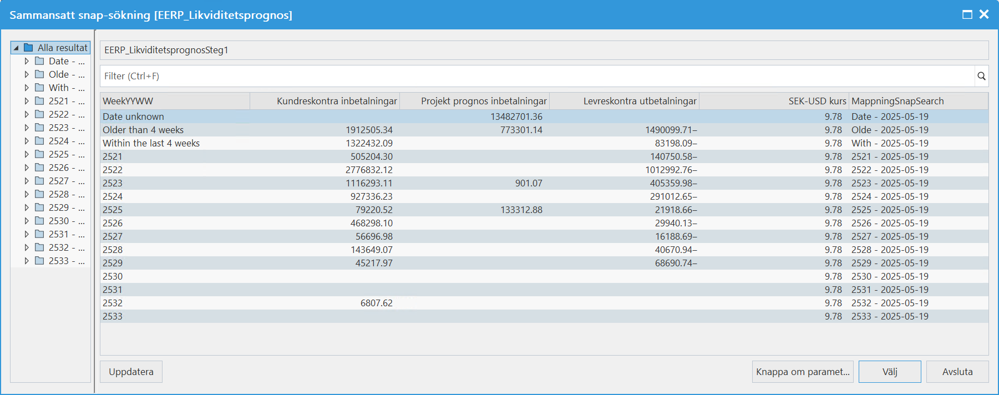 Sammansatt snap-sökning [EERP_Likviditetsprognos]
Alla resultat
Date - ...
Olde - ...
With - ...
2521 - ...
2522 - ...
2523 - ...
2524 - ...
2525 - ...
2526 - ...
2527 - ...
2528 - ...
2529 - ...
2530 - ...
2531 - ...
2532 - ...
2533 - ...
EERP_LikviditetsprognosSteg1
Filter (Ctrl+F)
WeekYYWW Kundreskontra inbetalningar Projekt prognos inbetalningar Levreskontra utbetalningar SEK-USD kurs MappningSnapSearch
Date unknown 13482701.36 9.78 Date - 2025-05-19
Older than 4 weeks 1912505.34 773301.14 1490099.71– 9.78 Olde - 2025-05-19
Within the last 4 weeks 1322432.09 83198.09– 9.78 With - 2025-05-19
2521 505204.30 140750.58– 9.78 2521 - 2025-05-19
2522 2776832.12 1012992.76– 9.78 2522 - 2025-05-19
2523 1116293.11 901.07 405359.98– 9.78 2523 - 2025-05-19
2524 927336.23 291012.65– 9.78 2524 - 2025-05-19
2525 79220.52 133312.88 21918.66– 9.78 2525 - 2025-05-19
2526 468298.10 29940.13– 9.78 2526 - 2025-05-19
2527 56696.98 16188.69– 9.78 2527 - 2025-05-19
2528 143649.07 40670.94– 9.78 2528 - 2025-05-19
2529 45217.97 68690.74– 9.78 2529 - 2025-05-19
2530 9.78 2530 - 2025-05-19
2531 9.78 2531 - 2025-05-19
2532 6807.62 9.78 2532 - 2025-05-19
2533 9.78 2533 - 2025-05-19
Uppdatera Knappa om paramet... Välj Avsluta